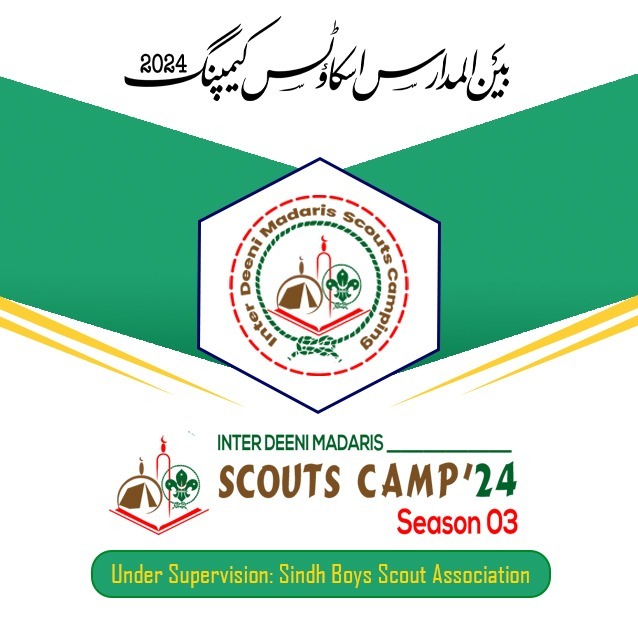 بین المدارس اسکاؤٹس کیمپنگ 2024
Inter Deeni Madaris Scouts Camping
INTER DEENI MADARIS
SCOUTS CAMP'24
Season 03
Under Supervision: Sindh Boys Scout Association